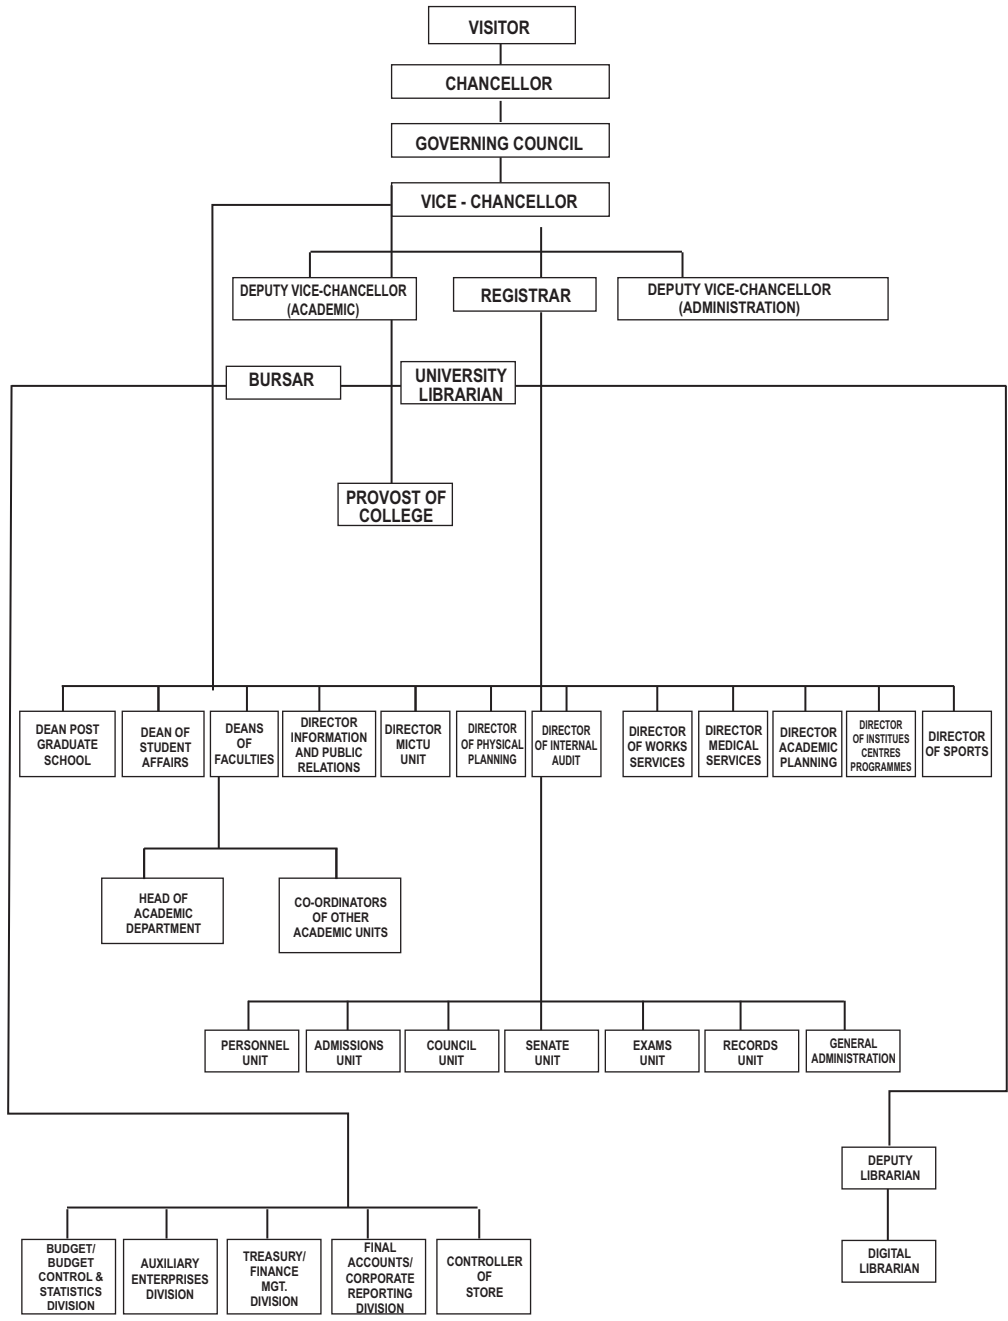 VISITOR
CHANCELLOR
GOVERNING COUNCIL
VICE - CHANCELLOR
DEPUTY VICE-CHANCELLOR
(ACADEMIC)
REGISTRAR
DEPUTY VICE-CHANCELLOR
(ADMINISTRATION)
BURSAR
UNIVERSITY
LIBRARIAN
PROVOST OF
COLLEGE
DEAN POST
GRADUATE
SCHOOL
DEAN OF
STUDENT
AFFAIRS
DEANS
OF
FACULTIES
DIRECTOR
INFORMATION
AND PUBLIC
RELATIONS
DIRECTOR
MICTU
UNIT
DIRECTOR
OF PHYSICAL
PLANNING
DIRECTOR
OF INTERNAL
AUDIT
DIRECTOR
OF WORKS
SERVICES
DIRECTOR
MEDICAL
SERVICES
DIRECTOR
ACADEMIC
PLANNING
DIRECTOR
OF INSTITUES
CENTRES
PROGRAMMES
DIRECTOR
OF SPORTS
HEAD OF
ACADEMIC
DEPARTMENT
CO-ORDINATORS
OF OTHER
ACADEMIC UNITS
PERSONNEL
UNIT
ADMISSIONS
UNIT
COUNCIL
UNIT
SENATE
UNIT
EXAMS
UNIT
RECORDS
UNIT
GENERAL
ADMINISTRATION
DEPUTY
LIBRARIAN
DIGITAL
LIBRARIAN
BUDGET/
BUDGET
CONTROL &
STATISTICS
DIVISION
AUXILIARY
ENTERPRISES
DIVISION
TREASURY/
FINANCE
MGT.
DIVISION
FINAL
ACCOUNTS/
CORPORATE
REPORTING
DIVISION
CONTROLLER
OF
STORE